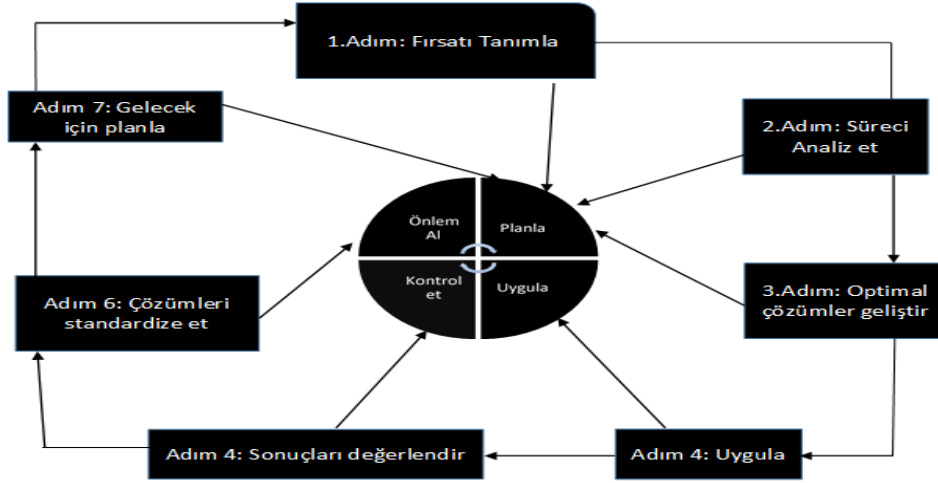 1.Adım: Fırsatı Tanımla
Adım 7: Gelecek
için planla
2.Adım: Süreci
Analiz et
Önlem
Al
Planla
Kontrol
et
Uygula
Adım 6: Çözümleri
standardize et
3.Adım: Optimal
çözümler geliştir
Adım 4: Sonuçları değerlendir
Adım 4: Uygula